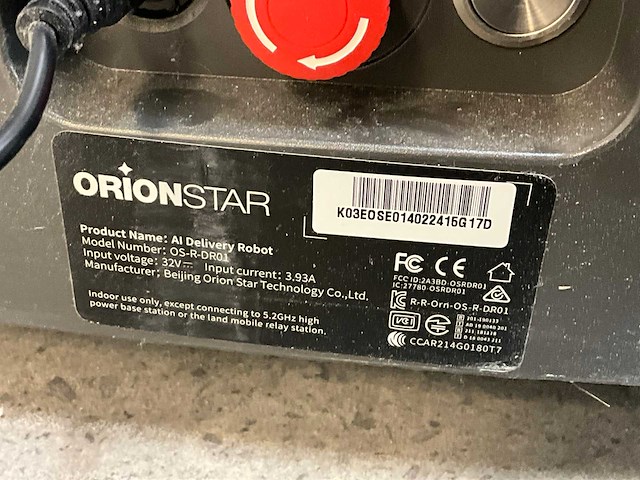 ORIONSTAR
K03EOSE014022415G17D
Product Name: AI Delivery Robot
Model Number: OS-R-DR01
Input voltage: 32V⎓ Input current: 3.93A
Manufacturer: Beijing Orion Star Technology Co.,Ltd.
Indoor use only, except connecting to 5.2GHz high
power base station or the land mobile relay station.
FC CE
FCC ID:2A3BD-OSRDR01
IC:27780-OSRDR01
R-R-Orn-OS-R-DR01
CCAR214G0180T7